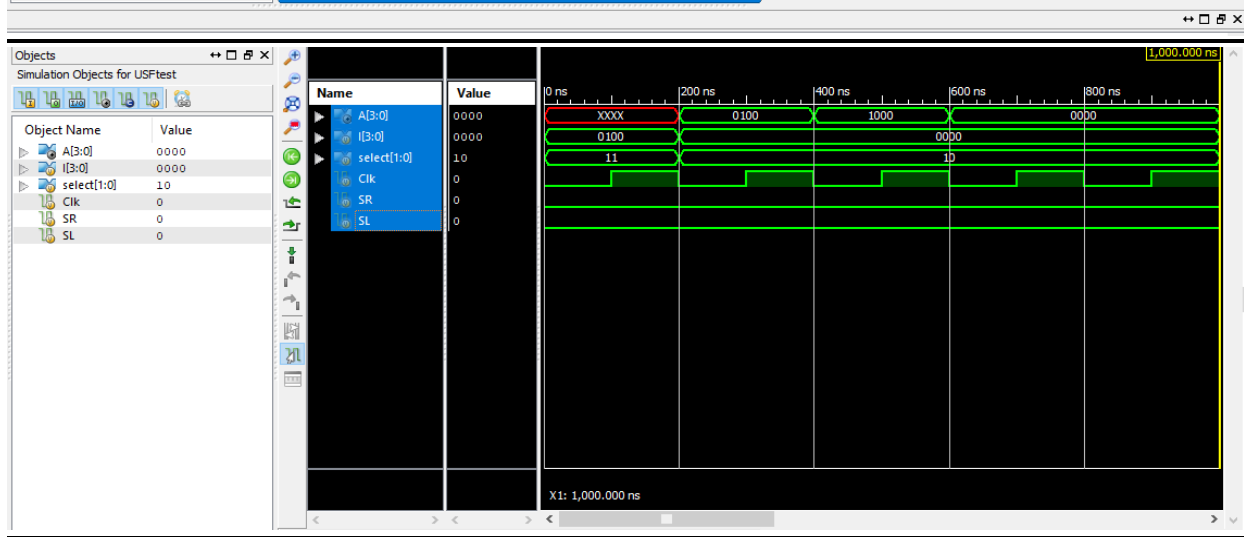 Objects
Simulation Objects for USFtest
Object Name Value
A[3:0] 0000
I[3:0] 0000
select[1:0] 10
Clk 0
SR 0
SL 0
Name Value
A[3:0] 0000
I[3:0] 0000
select[1:0] 10
Clk 0
SR 0
SL 0
1,000.000 ns
0 ns 200 ns 400 ns 600 ns 800 ns
XXXX 0100 1000 0000
0100 0000
11 10
X1: 1,000.000 ns